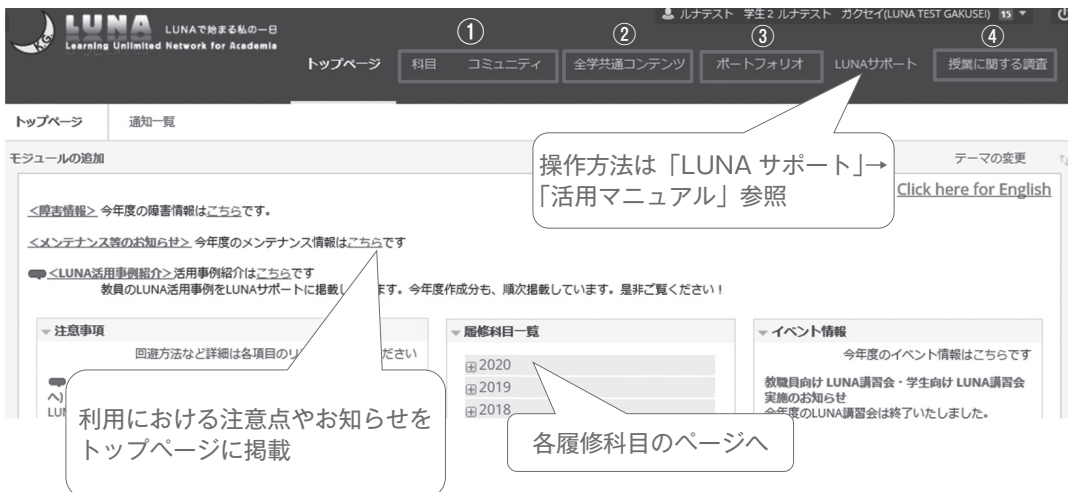 LUNA LUNAで始まる私の一日
Learning Unlimited Network for Academia
KG
ルナテスト 学生2 ルナテスト ガクセイ(LUNA TEST GAKUSEI) 15
① ② ③ ④
トップページ 科目 コミュニティ 全学共通コンテンツ ポートフォリオ LUNAサポート 授業に関する調査
トップページ 通知一覧
モジュールの追加 テーマの変更
操作方法は「LUNA サポート」→
「活用マニュアル」参照
Click here for English
<障害情報> 今年度の障害情報はこちらです。
<メンテナンス等のお知らせ> 今年度のメンテナンス情報はこちらです
<LUNA活用事例紹介> 活用事例紹介はこちらです
教員のLUNA活用事例をLUNAサポートに掲載し ます。今年度作成分も、順次掲載しています。是非ご覧ください！
注意事項 履修科目一覧 イベント情報
回避方法など詳細は各項目のリ ださい
2020
2019
2018
今年度のイベント情報はこちらです
教職員向け LUNA講習会・学生向け LUNA講習会
実施のお知らせ
今年度のLUNA講習会は終了いたしました。
へ)
LU
利用における注意点やお知らせを
トップページに掲載
各履修科目のページへ